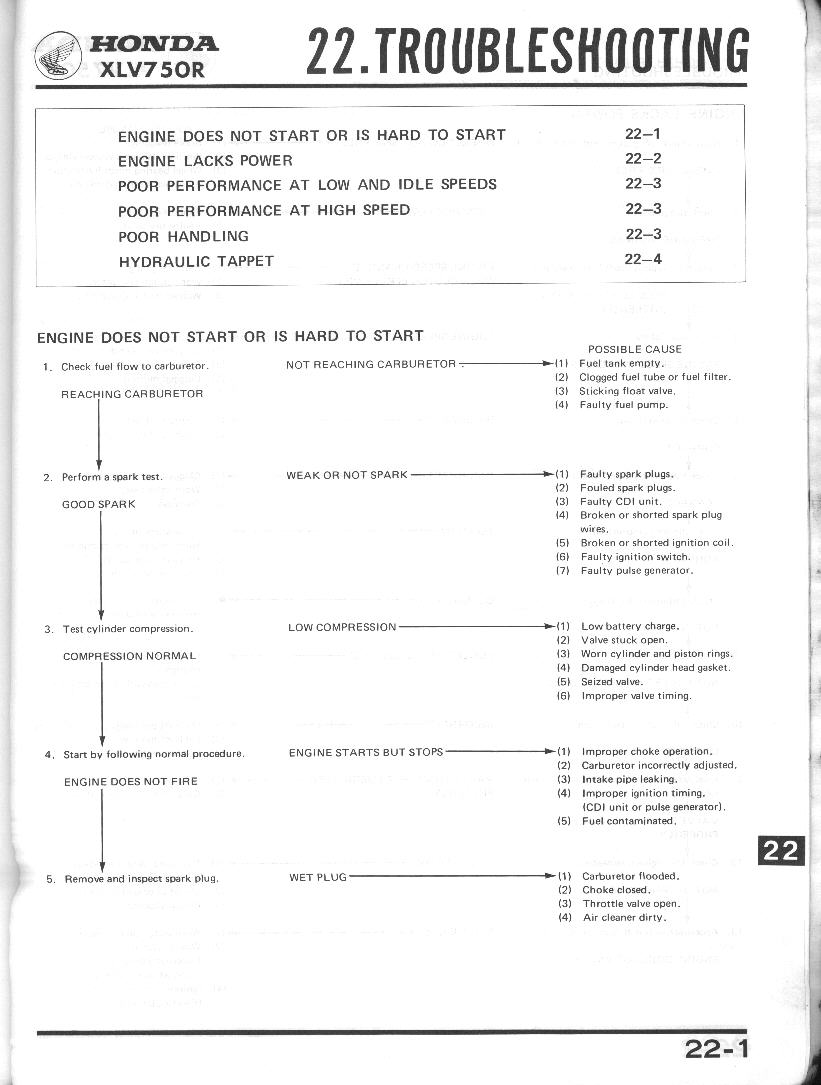 HONDA
XLV750R
22.TROUBLESHOOTING
ENGINE DOES NOT START OR IS HARD TO START 22–1
ENGINE LACKS POWER 22–2
POOR PERFORMANCE AT LOW AND IDLE SPEEDS 22–3
POOR PERFORMANCE AT HIGH SPEED 22–3
POOR HANDLING 22–3
HYDRAULIC TAPPET 22–4
ENGINE DOES NOT START OR IS HARD TO START
POSSIBLE CAUSE
1. Check fuel flow to carburetor. NOT REACHING CARBURETOR (1) Fuel tank empty.
(2) Clogged fuel tube or fuel filter.
REACHING CARBURETOR (3) Sticking float valve.
(4) Faulty fuel pump.
2. Perform a spark test. WEAK OR NOT SPARK (1) Faulty spark plugs.
(2) Fouled spark plugs.
GOOD SPARK (3) Faulty CDI unit.
(4) Broken or shorted spark plug
wires.
(5) Broken or shorted ignition coil.
(6) Faulty ignition switch.
(7) Faulty pulse generator.
3. Test cylinder compression. LOW COMPRESSION (1) Low battery charge.
(2) Valve stuck open.
COMPRESSION NORMAL (3) Worn cylinder and piston rings.
(4) Damaged cylinder head gasket.
(5) Seized valve.
(6) Improper valve timing.
4. Start by following normal procedure. ENGINE STARTS BUT STOPS (1) Improper choke operation.
(2) Carburetor incorrectly adjusted.
ENGINE DOES NOT FIRE (3) Intake pipe leaking.
(4) Improper ignition timing.
(CDI unit or pulse generator).
(5) Fuel contaminated.
22
5. Remove and inspect spark plug. WET PLUG (1) Carburetor flooded.
(2) Choke closed.
(3) Throttle valve open.
(4) Air cleaner dirty.
22-1